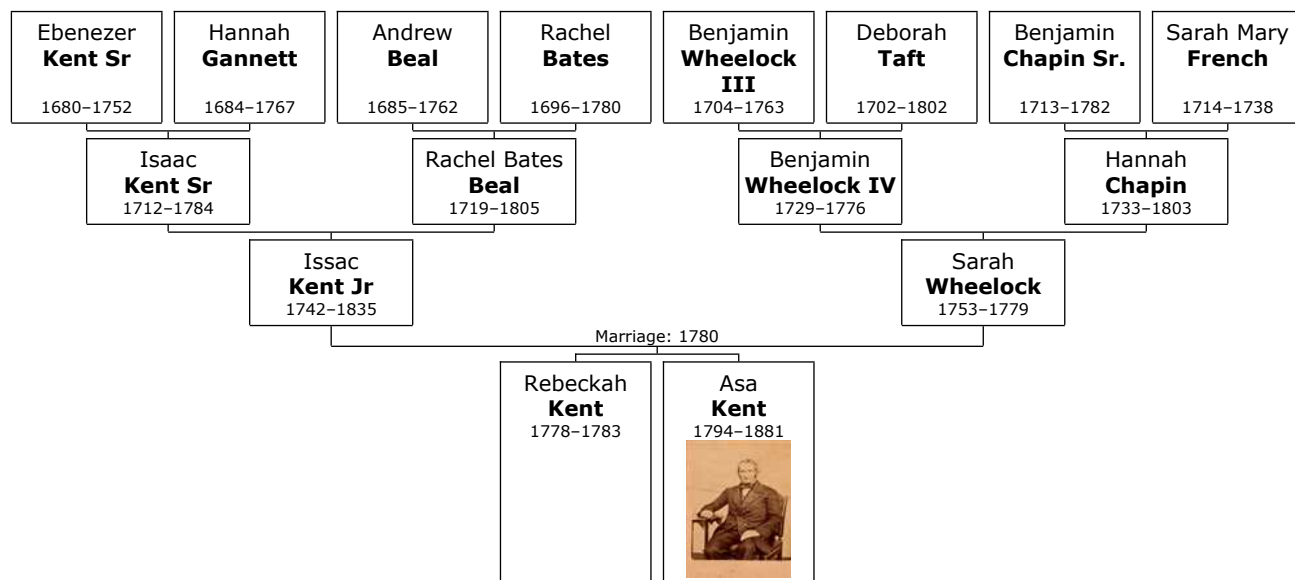 Ebenezer
Kent Sr
1680–1752
Hannah
Gannett
1684–1767
Andrew
Beal
1685–1762
Rachel
Bates
1696–1780
Benjamin
Wheelock
III
1704–1763
Deborah
Taft
1702–1802
Benjamin
Chapin Sr.
1713–1782
Sarah Mary
French
1714–1738
Isaac
Kent Sr
1712–1784
Rachel Bates
Beal
1719–1805
Benjamin
Wheelock IV
1729–1776
Hannah
Chapin
1733–1803
Issac
Kent Jr
1742–1835
Sarah
Wheelock
1753–1779
Marriage: 1780
Rebeckah
Kent
1778–1783
Asa
Kent
1794–1881